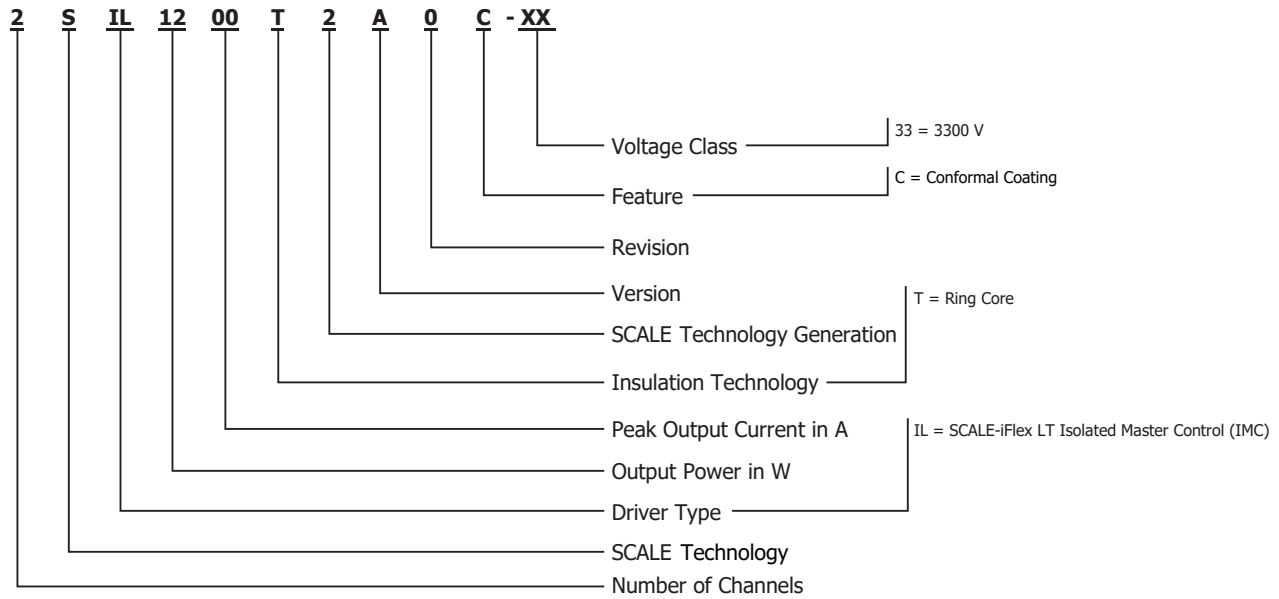 2 S IL 12 00 T 2 A 0 C - XX
Voltage Class
33 = 3300 V
Feature
C = Conformal Coating
Revision
Version
T = Ring Core
SCALE Technology Generation
Insulation Technology
Peak Output Current in A
IL = SCALE-iFlex LT Isolated Master Control (IMC)
Output Power in W
Driver Type
SCALE Technology
Number of Channels